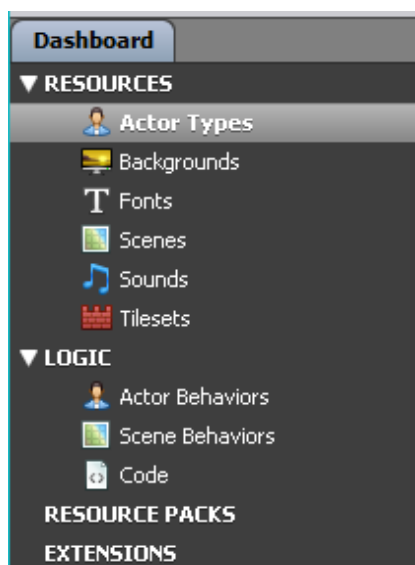 Dashboard
RESOURCES
Actor Types
Backgrounds
Fonts
Scenes
Sounds
Tilesets
LOGIC
Actor Behaviors
Scene Behaviors
Code
RESOURCE PACKS
EXTENSIONS